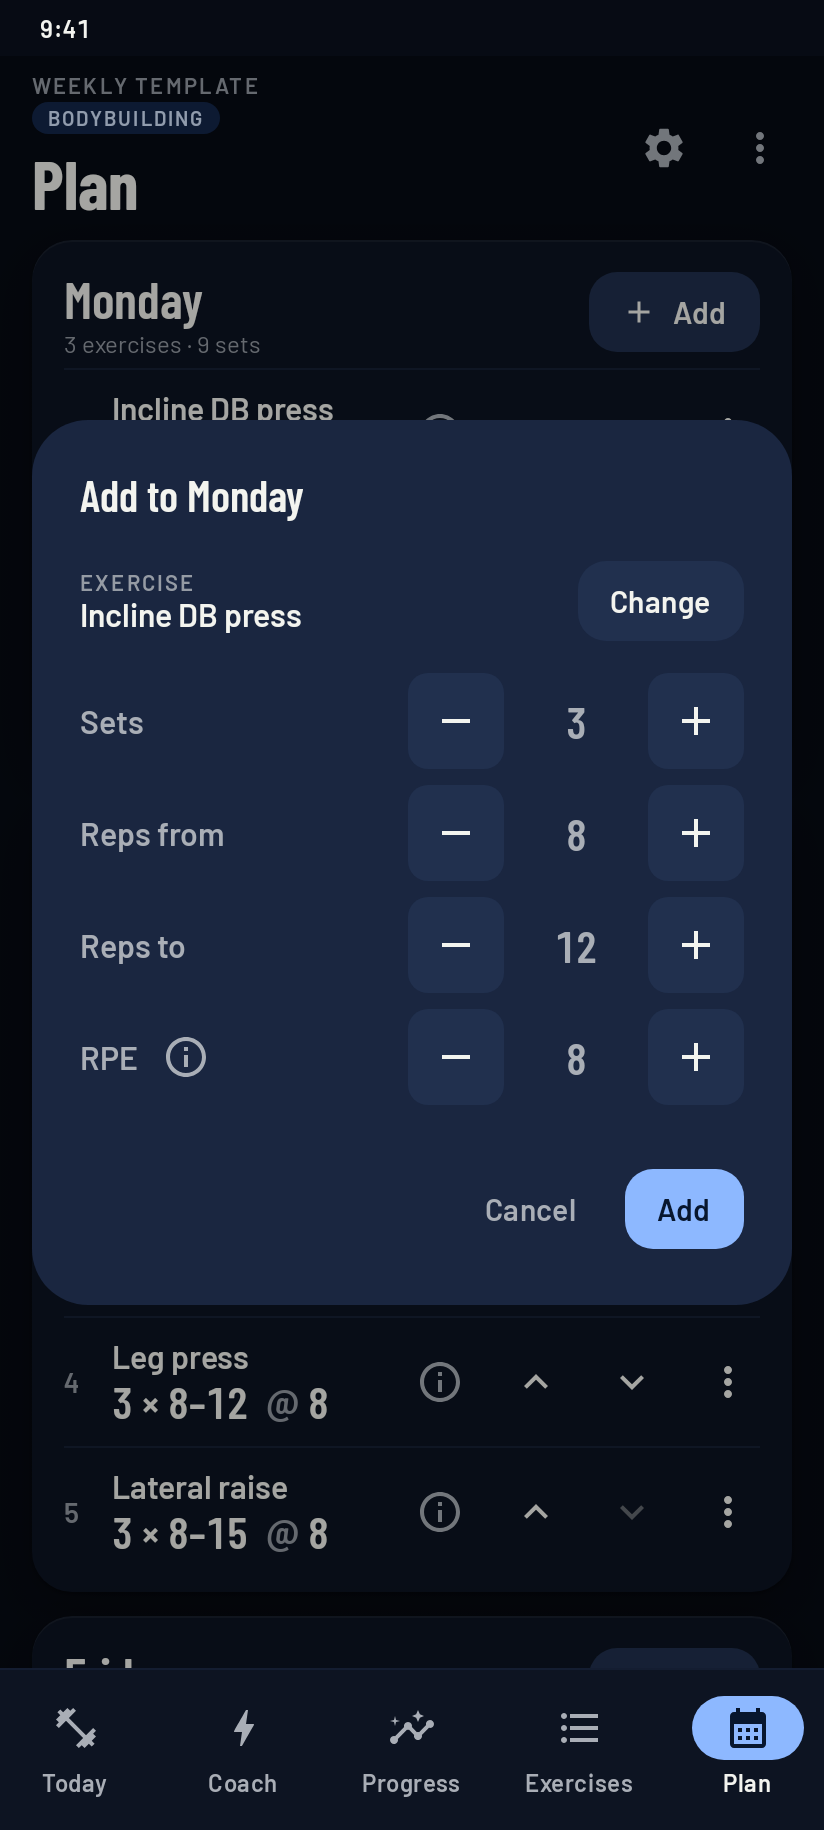 9:41
WEEKLY TEMPLATE
BODYBUILDING
Plan
Monday
+ Add
3 exercises · 9 sets
Incline DB press
Add to Monday
EXERCISE
Incline DB press
Change
Sets
3
Reps from
8
Reps to
12
RPE
8
Cancel
Add
4
Leg press
3 × 8–12 @ 8
5
Lateral raise
3 × 8–15 @ 8
Today
Coach
Progress
Exercises
Plan